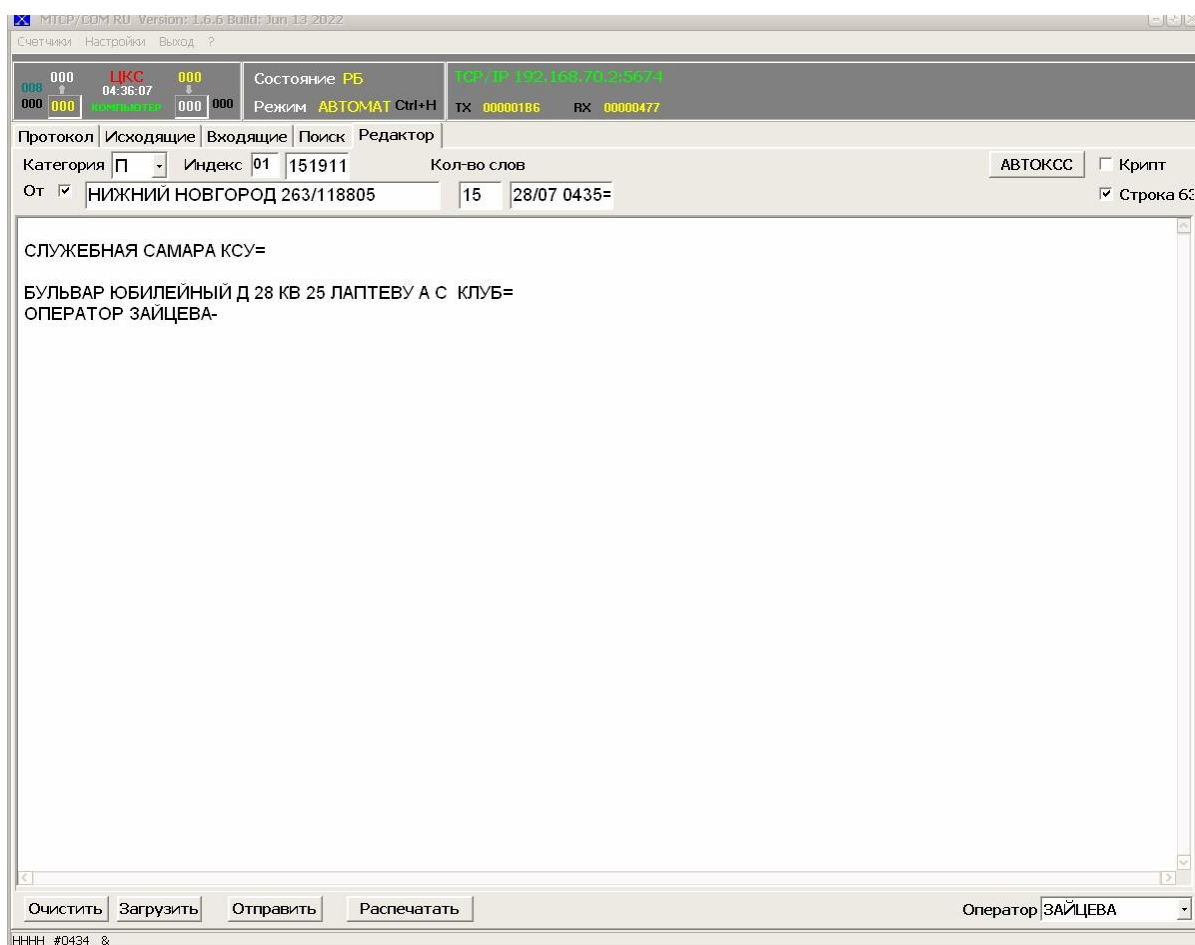 MTCP/COM RU Version: 1.6.6 Build: Jun 13 2022
Счетчики Настройки Выход ?
008 000 ЦКС 04:36:07 000
000 000 КОМПЬЮТЕР 000 000
Состояние РБ
Режим АВТОМАТ Ctrl+H
TCP/IP 192.168.70.2:5674
TX 000001B6 RX 00000477
Протокол Исходящие Входящие Поиск Редактор
Категория П Индекс 01 151911 Кол-во слов АВТОКСС Крипт
От НИЖНИЙ НОВГОРОД 263/118805 15 28/07 0435= Строка 63
СЛУЖЕБНАЯ САМАРА КСУ=
БУЛЬВАР ЮБИЛЕЙНЫЙ Д 28 КВ 25 ЛАПТЕВУ А С КЛУБ=
ОПЕРАТОР ЗАЙЦЕВА-
Очистить Загрузить Отправить Распечатать Оператор ЗАЙЦЕВА
НННН #0434 &